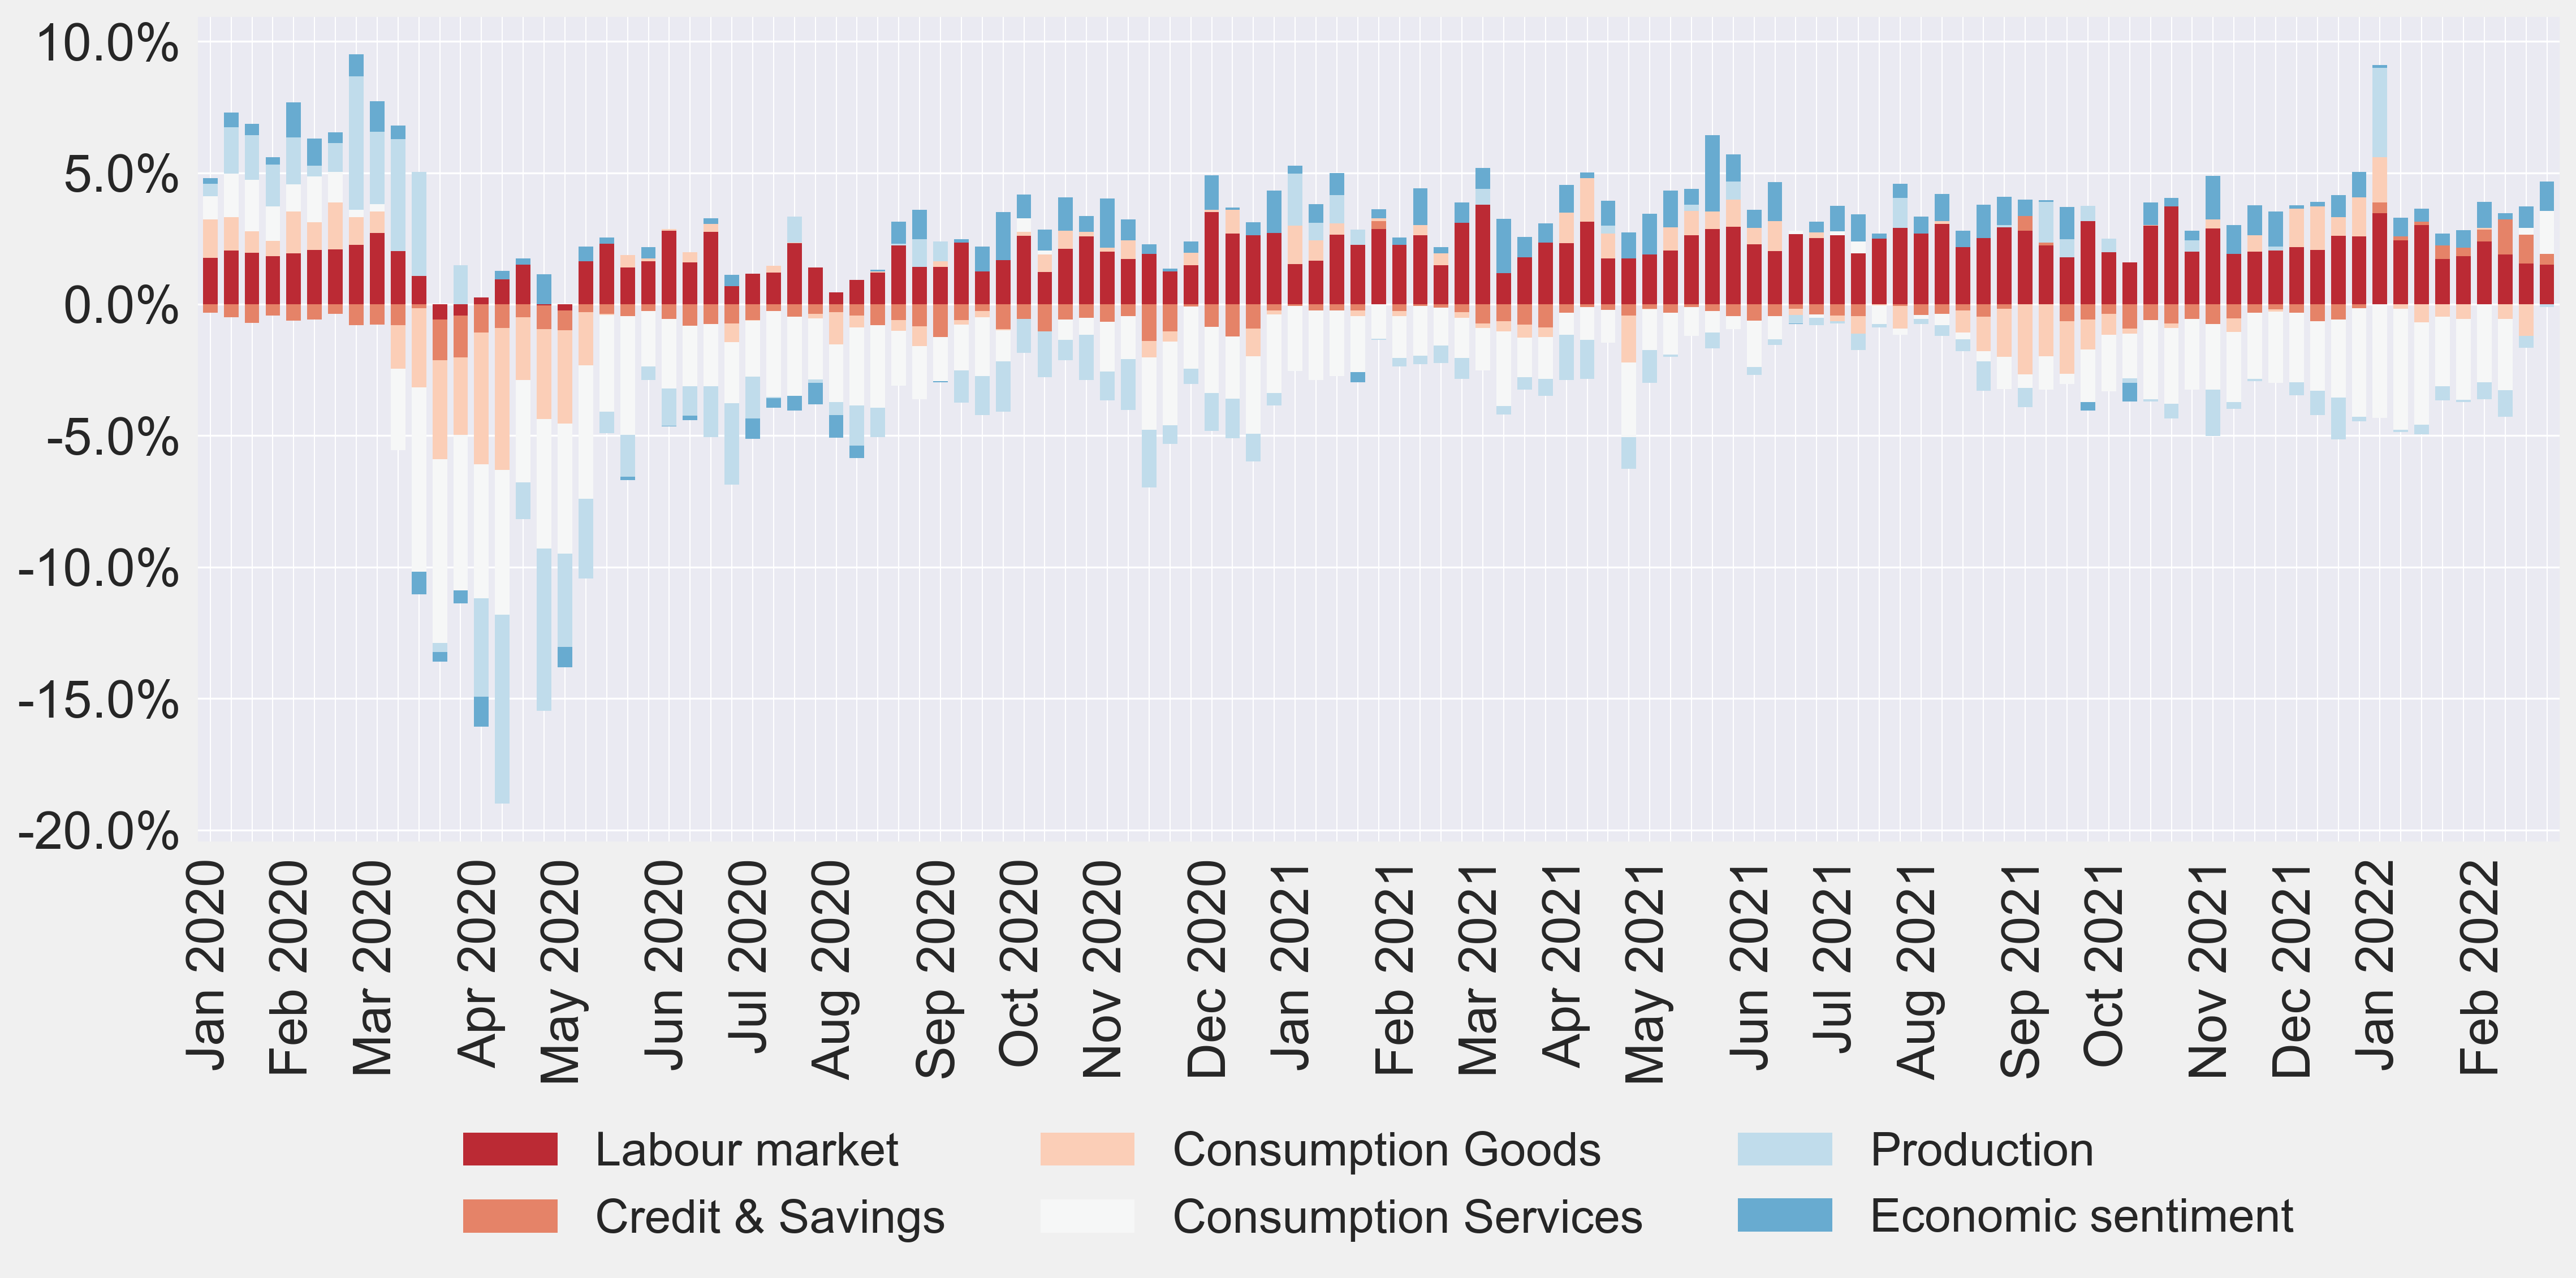 10.0%
5.0%
0.0%
-5.0%
-10.0%
-15.0%
-20.0%
Jan 2020
Feb 2020
Mar 2020
Apr 2020
May 2020
Jun 2020
Jul 2020
Aug 2020
Sep 2020
Oct 2020
Nov 2020
Dec 2020
Jan 2021
Feb 2021
Mar 2021
Apr 2021
May 2021
Jun 2021
Jul 2021
Aug 2021
Sep 2021
Oct 2021
Nov 2021
Dec 2021
Jan 2022
Feb 2022
Labour market
Credit & Savings
Consumption Goods
Consumption Services
Production
Economic sentiment